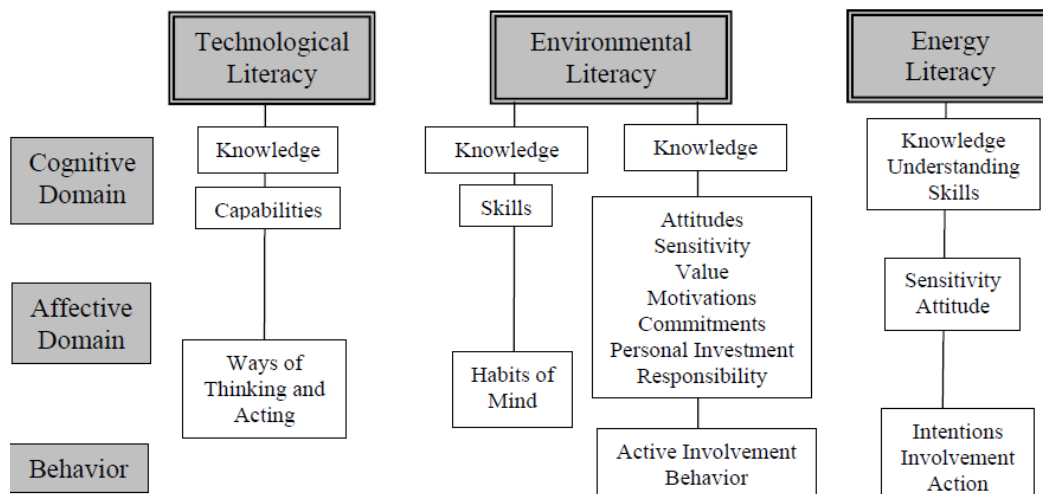 Technological
Literacy
Environmental
Literacy
Energy
Literacy
Cognitive
Domain
Knowledge
Capabilities
Knowledge
Skills
Knowledge
Knowledge
Understanding
Skills
Affective
Domain
Ways of
Thinking and
Acting
Habits of
Mind
Attitudes
Sensitivity
Value
Motivations
Commitments
Personal Investment
Responsibility
Sensitivity
Attitude
Behavior
Active Involvement
Behavior
Intentions
Involvement
Action